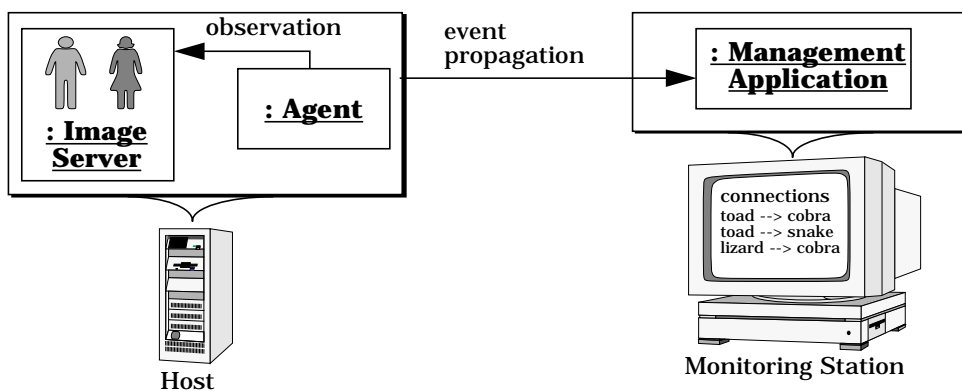 observation
: Image
Server
: Agent
Host
event
propagation
: Management
Application
connections
toad --> cobra
toad --> snake
lizard --> cobra
Monitoring Station